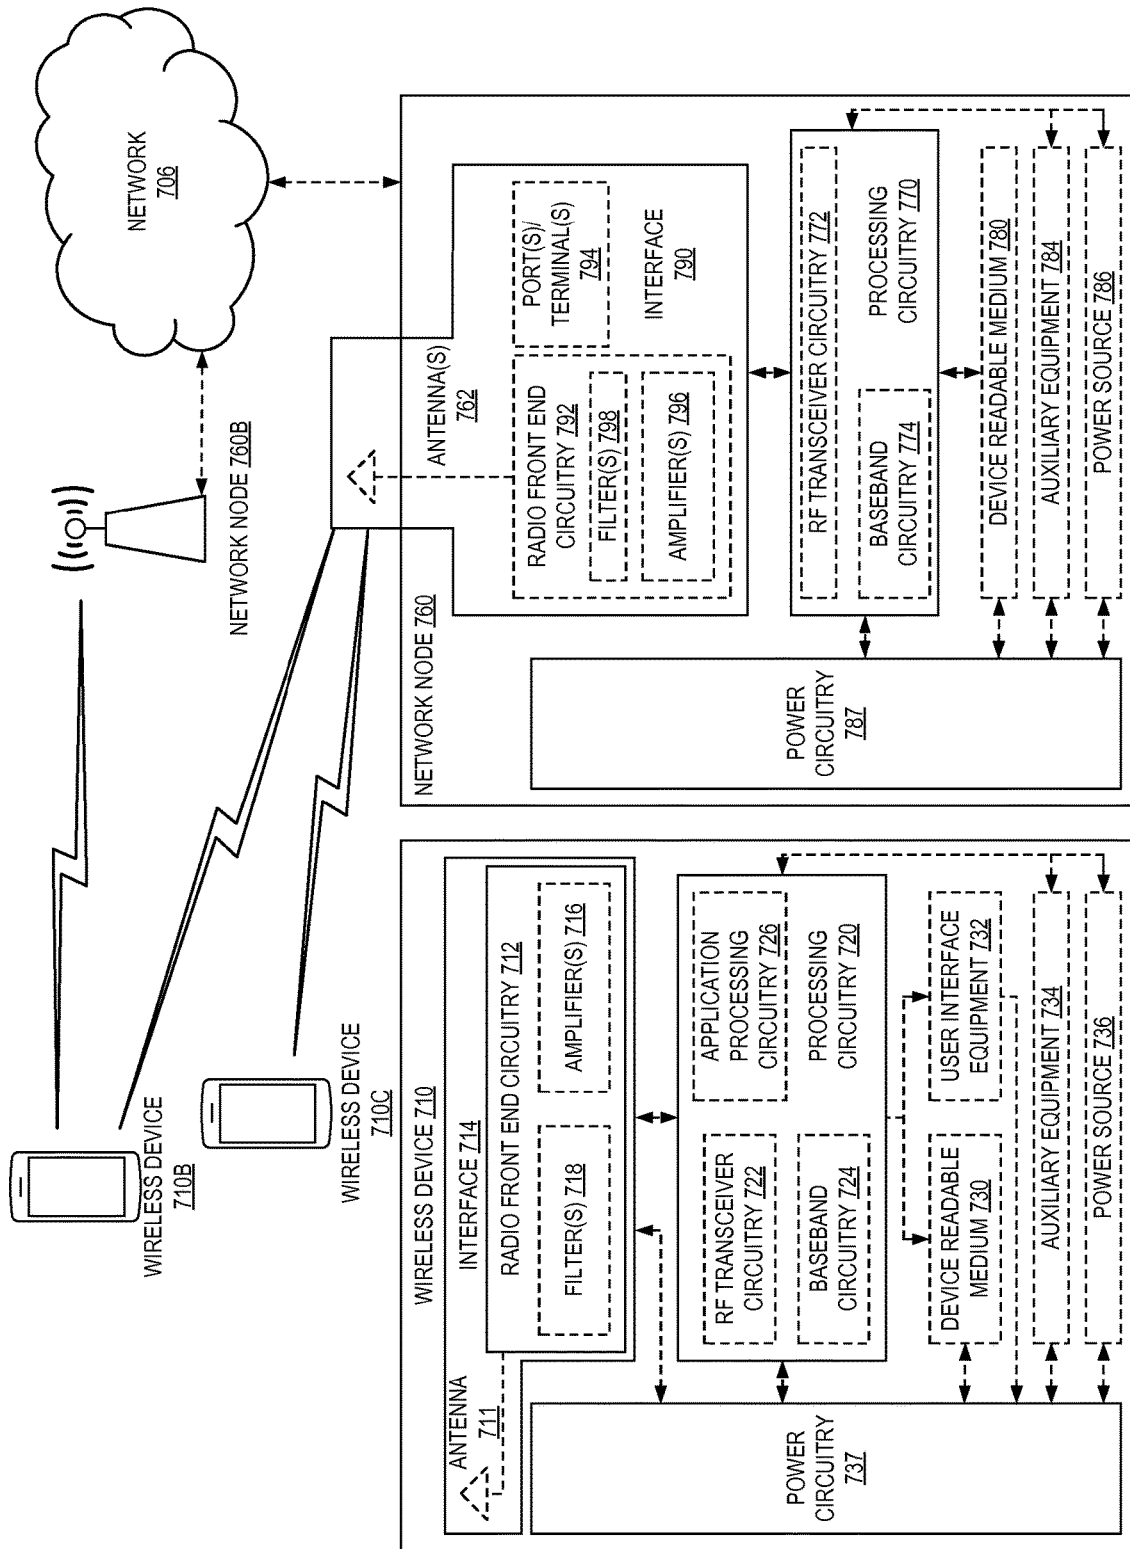 NETWORK
706
NETWORK NODE 760B
WIRELESS DEVICE
710B
WIRELESS DEVICE
710C
WIRELESS DEVICE 710
ANTENNA
711
INTERFACE 714
RADIO FRONT END CIRCUITRY 712
FILTER(S) 718
AMPLIFIER(S) 716
RF TRANSCEIVER
CIRCUITRY 722
APPLICATION
PROCESSING
CIRCUITRY 726
BASEBAND
CIRCUITRY 724
PROCESSING
CIRCUITRY 720
DEVICE READABLE
MEDIUM 730
USER INTERFACE
EQUIPMENT 732
AUXILIARY EQUIPMENT 734
POWER SOURCE 736
POWER
CIRCUITRY
737
NETWORK NODE 760
ANTENNA(S)
762
RADIO FRONT END
CIRCUITRY 792
FILTER(S) 798
AMPLIFIER(S) 796
PORT(S)/
TERMINAL(S)
794
INTERFACE
790
RF TRANSCEIVER CIRCUITRY 772
BASEBAND
CIRCUITRY 774
PROCESSING
CIRCUITRY 770
DEVICE READABLE MEDIUM 780
AUXILIARY EQUIPMENT 784
POWER SOURCE 786
POWER
CIRCUITRY
787